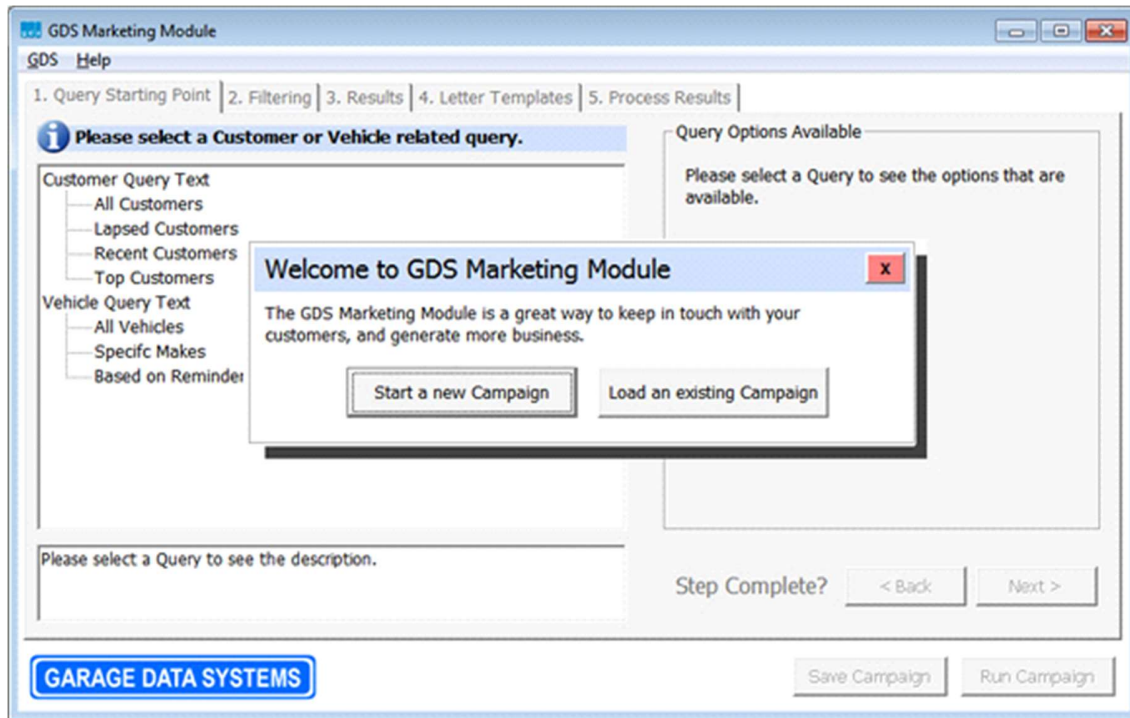 GDS Marketing Module
GDS Help
1. Query Starting Point 2. Filtering 3. Results 4. Letter Templates 5. Process Results
Please select a Customer or Vehicle related query.
Customer Query Text
All Customers
Lapsed Customers
Recent Customers
Top Customers
Vehicle Query Text
All Vehicles
Specifc Makes
Based on Reminder
Query Options Available
Please select a Query to see the options that are
available.
Welcome to GDS Marketing Module
x
The GDS Marketing Module is a great way to keep in touch with your
customers, and generate more business.
Start a new Campaign Load an existing Campaign
Please select a Query to see the description.
Step Complete? < Back Next >
GARAGE DATA SYSTEMS
Save Campaign Run Campaign